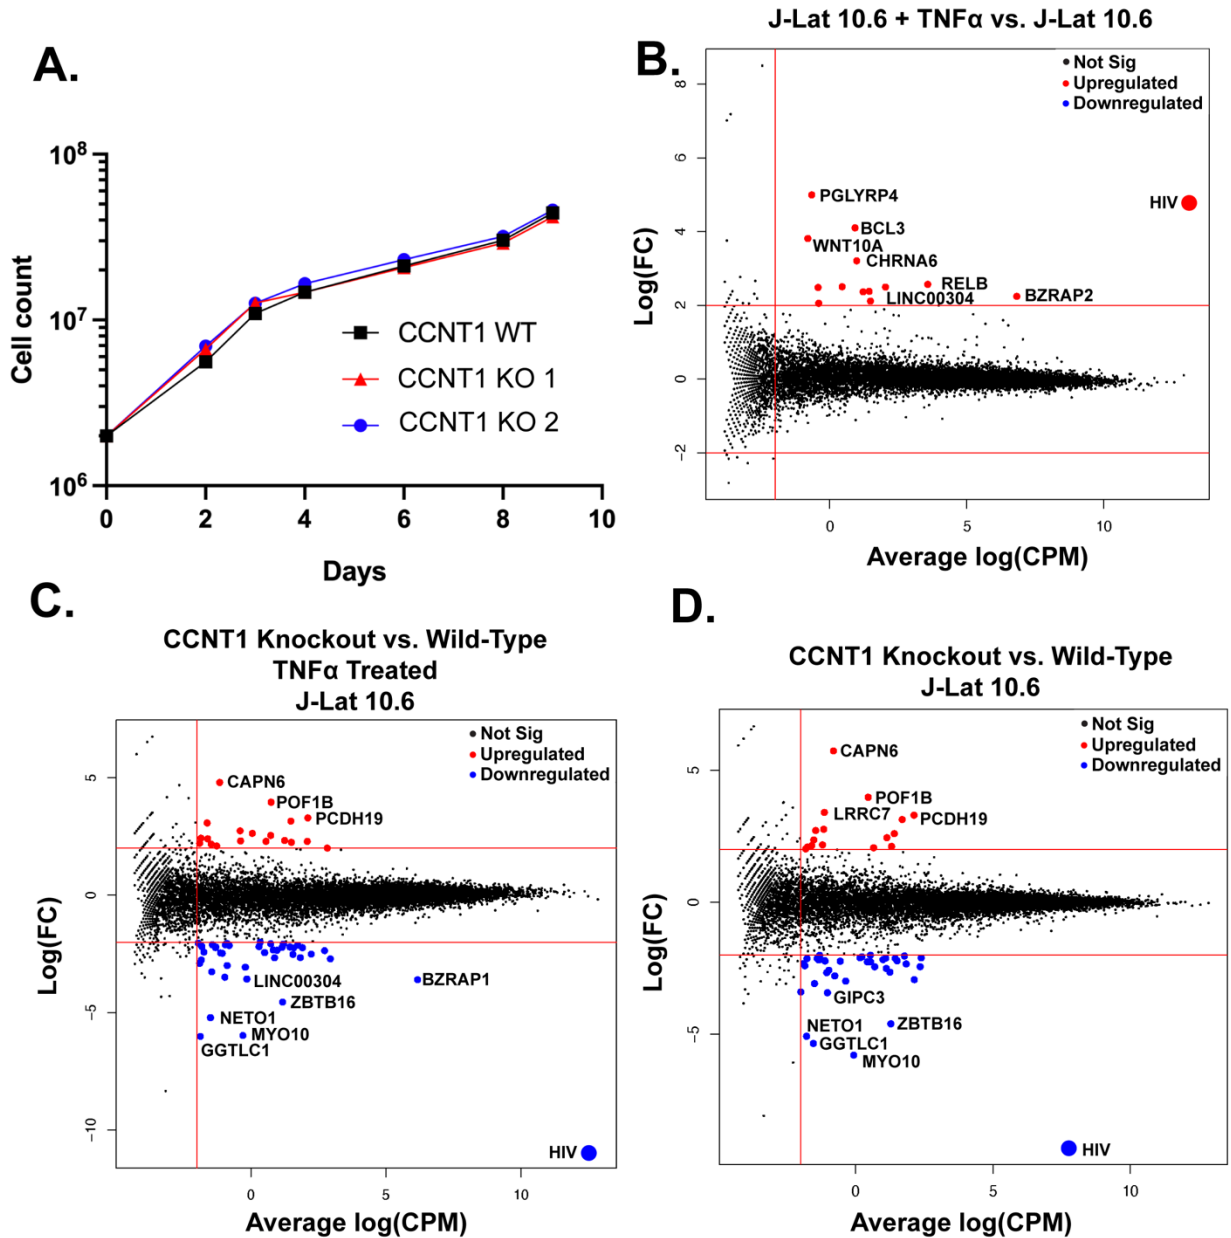 A.
10^8
10^7
10^6
Cell count
0
2
4
6
8
10
Days
CCNT1 WT
CCNT1 KO 1
CCNT1 KO 2
J-Lat 10.6 + TNFα vs. J-Lat 10.6
B.
Not Sig
Upregulated
Downregulated
PGLYRP4
HIV
BCL3
WNT10A
CHRNA6
RELB
LINC00304
BZRAP2
8
6
4
2
0
−2
Log(FC)
0
5
10
Average log(CPM)
C.
CCNT1 Knockout vs. Wild-Type
TNFα Treated
J-Lat 10.6
Not Sig
Upregulated
Downregulated
CAPN6
POF1B
PCDH19
LINC00304
BZRAP1
ZBTB16
NETO1
MYO10
GGTLC1
HIV
5
0
−5
−10
Log(FC)
0
5
10
Average log(CPM)
D.
CCNT1 Knockout vs. Wild-Type
J-Lat 10.6
Not Sig
Upregulated
Downregulated
CAPN6
POF1B
LRRC7
PCDH19
GIPC3
NETO1
ZBTB16
GGTLC1
MYO10
HIV
5
0
−5
Log(FC)
0
5
10
Average log(CPM)